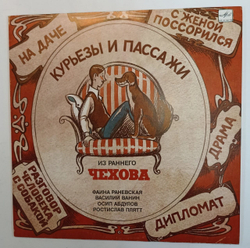 НА ДАЧЕ
С ЖЕНОЙ
ПОССОРИЛСЯ
КУРЬЕЗЫ И ПАССАЖИ
ИЗ РАННЕГО
ЧЕХОВА
ФАИНА РАНЕВСКАЯ
ВАСИЛИЙ ВАНИН
ОСИП АБДУЛОВ
РОСТИСЛАВ ПЛЯТТ
РАЗГОВОР
ЧЕЛОВЕКА
С СОБАКОЙ
ДРАМА
ДИПЛОМАТ